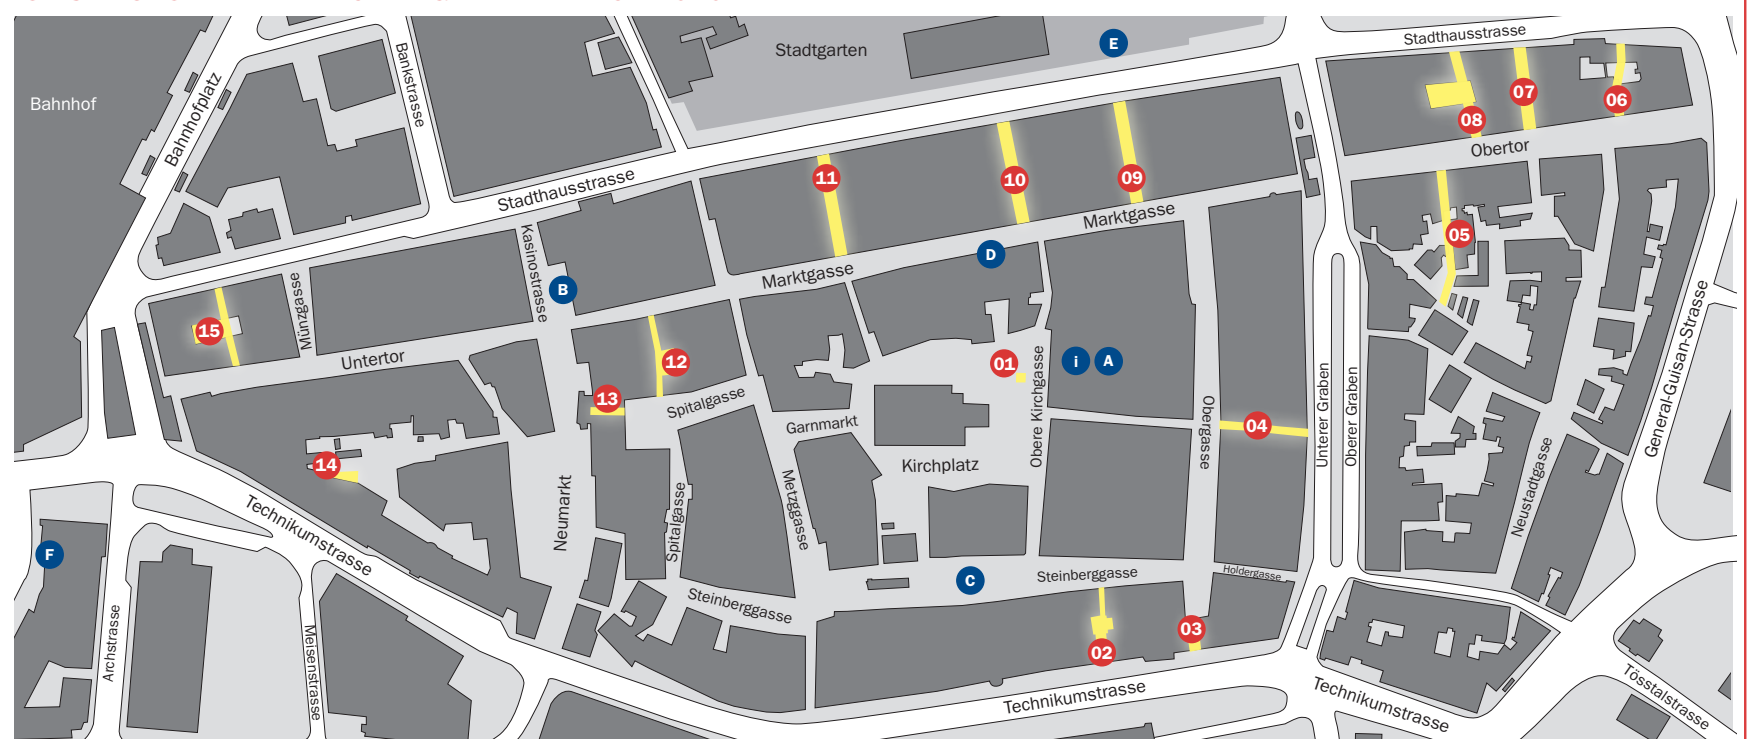 Stadthausstrasse
E
Stadtgarten
Bankstrasse
Bahnhof
Bahnhofplatz
07
06
08
Obertor
11
10
09
Stadthausstrasse
Marktgasse
05
D
Kasinostrasse
Marktgasse
B
Münzgasse
15
Untertor
12
01
i
A
Obere Kirchgasse
General-Guisan-Strasse
13
Spitalgasse
Garnmarkt
Obergasse
04
Unterer Graben
Oberer Graben
14
Kirchplatz
Neumarkt
Spitalgasse
Metzggasse
Neustadtgasse
Technikumstrasse
F
C
Steinberggasse
Holdergasse
Steinberggasse
03
02
Archstrasse
Meisenstrasse
Technikumstrasse
Technikumstrasse
Tösstalstrasse